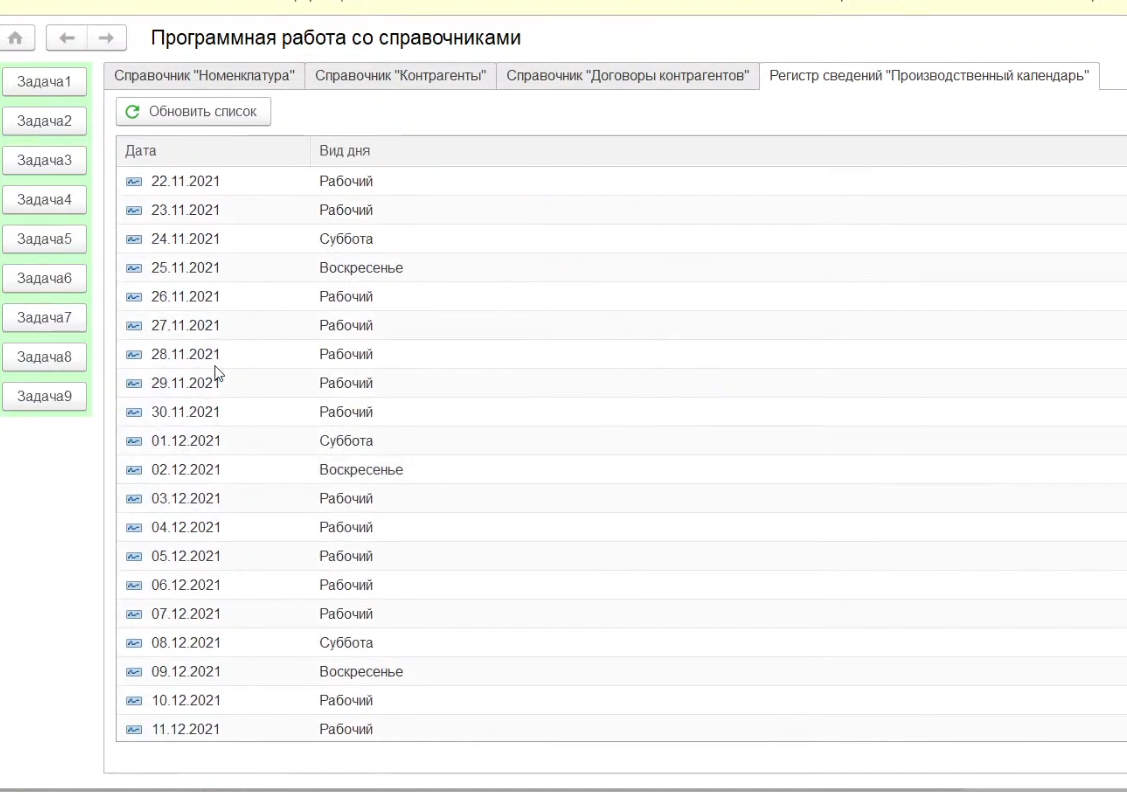 Программная работа со справочниками
Задача1
Задача2
Задача3
Задача4
Задача5
Задача6
Задача7
Задача8
Задача9
Справочник "Номенклатура" Справочник "Контрагенты" Справочник "Договоры контрагентов" Регистр сведений "Производственный календарь"
Обновить список
Дата Вид дня
22.11.2021 Рабочий
23.11.2021 Рабочий
24.11.2021 Суббота
25.11.2021 Воскресенье
26.11.2021 Рабочий
27.11.2021 Рабочий
28.11.2021 Рабочий
29.11.2021 Рабочий
30.11.2021 Рабочий
01.12.2021 Суббота
02.12.2021 Воскресенье
03.12.2021 Рабочий
04.12.2021 Рабочий
05.12.2021 Рабочий
06.12.2021 Рабочий
07.12.2021 Рабочий
08.12.2021 Суббота
09.12.2021 Воскресенье
10.12.2021 Рабочий
11.12.2021 Рабочий